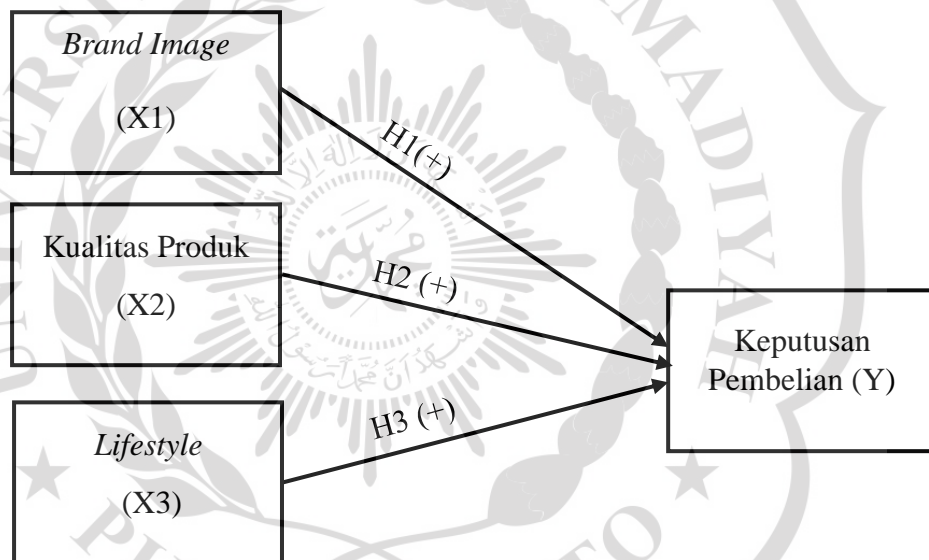 Brand Image
(X1)
H1(+)
Kualitas Produk
(X2)
H2 (+)
Keputusan
Pembelian (Y)
H3 (+)
Lifestyle
(X3)